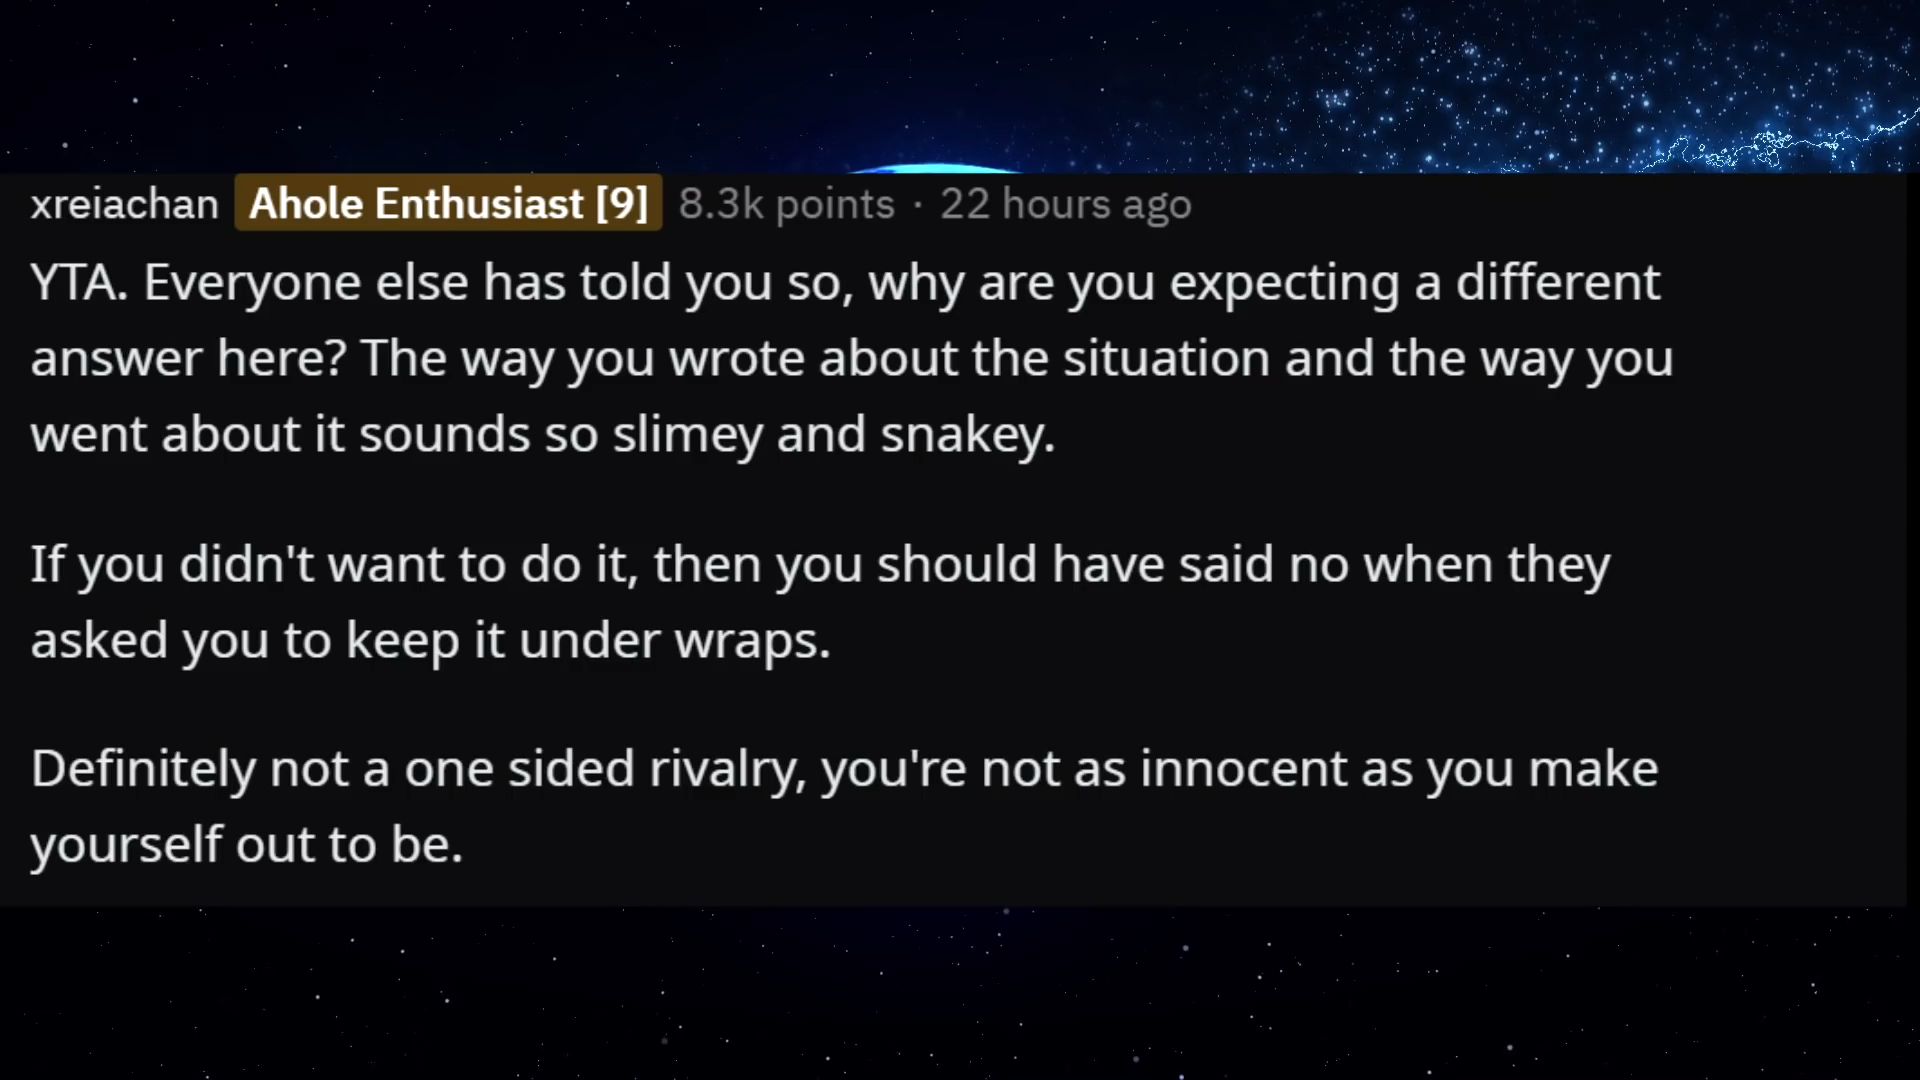 xreiachan Ahole Enthusiast [9] 8.3k points · 22 hours ago
YTA. Everyone else has told you so, why are you expecting a different
answer here? The way you wrote about the situation and the way you
went about it sounds so slimey and snakey.
If you didn't want to do it, then you should have said no when they
asked you to keep it under wraps.
Definitely not a one sided rivalry, you're not as innocent as you make
yourself out to be.